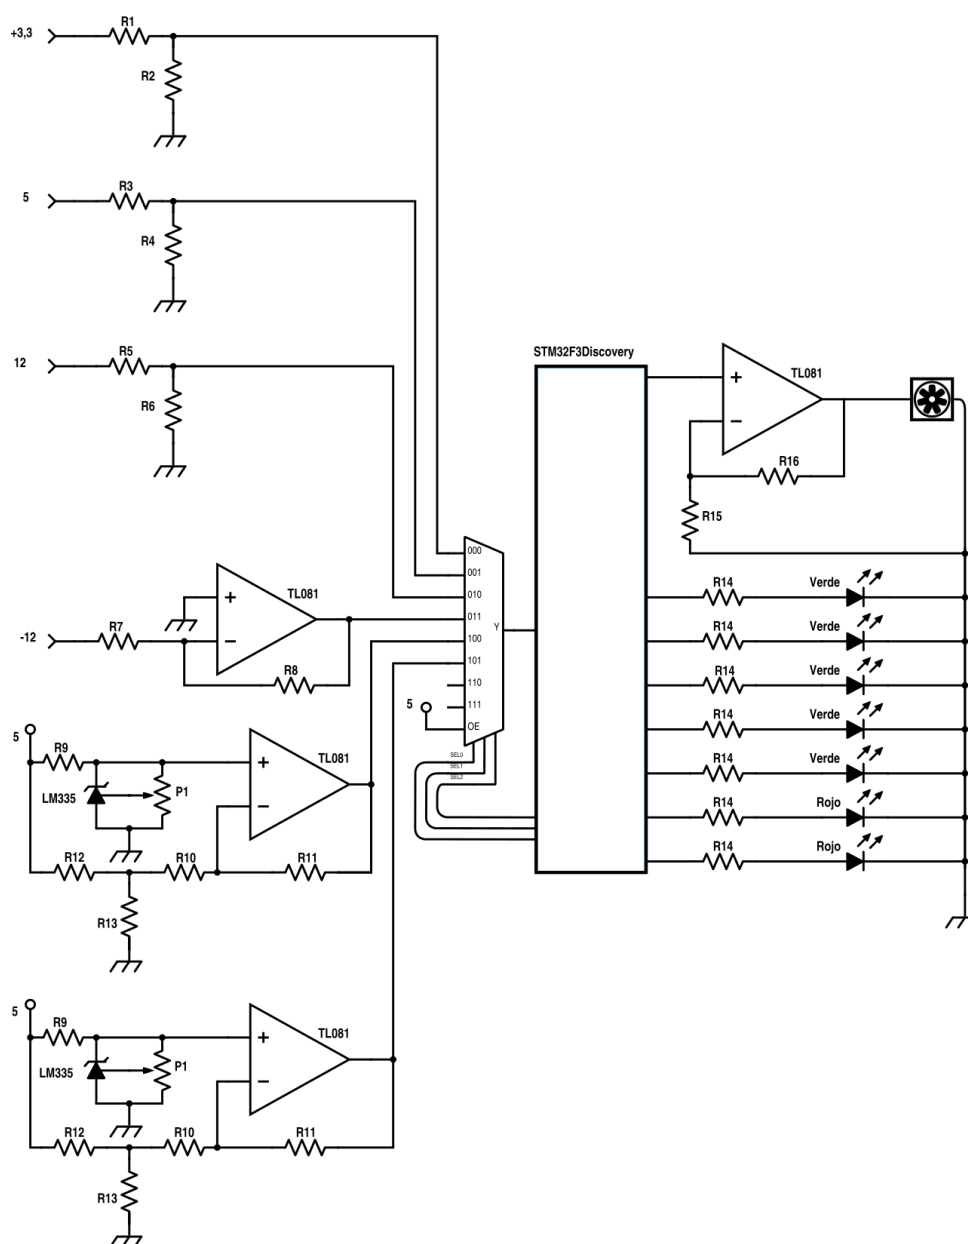 +3,3
R1
R2
5
R3
R4
12
R5
R6
STM32F3Discovery
TL081
R16
R15
-12
R7
TL081
R8
000
001
010
011
100
101
110
111
OE
Y
5
SEL0
SEL1
SEL2
R14
Verde
R14
Verde
R14
Verde
R14
Verde
R14
Verde
R14
Rojo
R14
Rojo
5
R9
LM335
P1
TL081
R12
R10
R11
R13
5
R9
LM335
P1
TL081
R12
R10
R11
R13